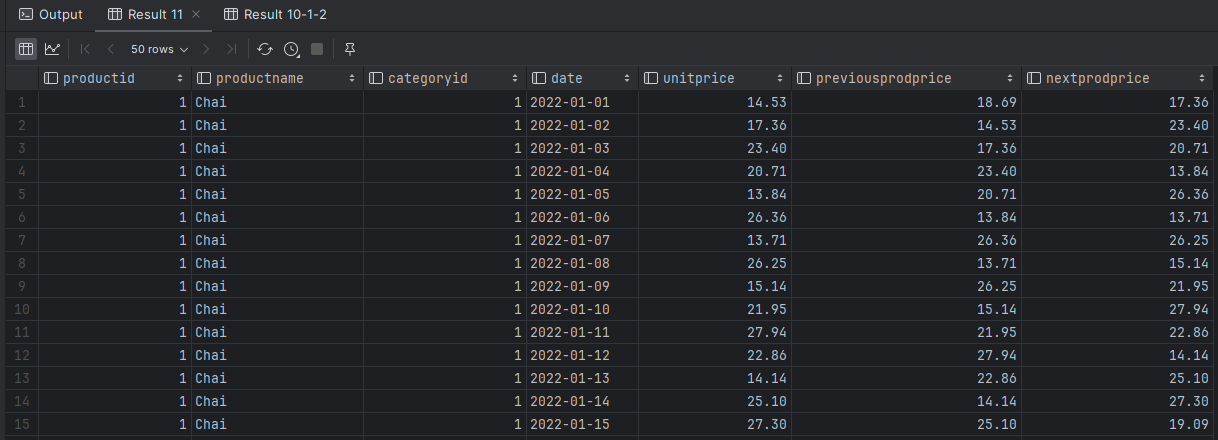 Output Result 11 Result 10-1-2
50 rows
productid productname categoryid date unitprice previousprodprice nextprodprice
1 1 Chai 1 2022-01-01 14.53 18.69 17.36
2 1 Chai 1 2022-01-02 17.36 14.53 23.40
3 1 Chai 1 2022-01-03 23.40 17.36 20.71
4 1 Chai 1 2022-01-04 20.71 23.40 13.84
5 1 Chai 1 2022-01-05 13.84 20.71 26.36
6 1 Chai 1 2022-01-06 26.36 13.84 13.71
7 1 Chai 1 2022-01-07 13.71 26.36 26.25
8 1 Chai 1 2022-01-08 26.25 13.71 15.14
9 1 Chai 1 2022-01-09 15.14 26.25 21.95
10 1 Chai 1 2022-01-10 21.95 15.14 27.94
11 1 Chai 1 2022-01-11 27.94 21.95 22.86
12 1 Chai 1 2022-01-12 22.86 27.94 14.14
13 1 Chai 1 2022-01-13 14.14 22.86 25.10
14 1 Chai 1 2022-01-14 25.10 14.14 27.30
15 1 Chai 1 2022-01-15 27.30 25.10 19.09